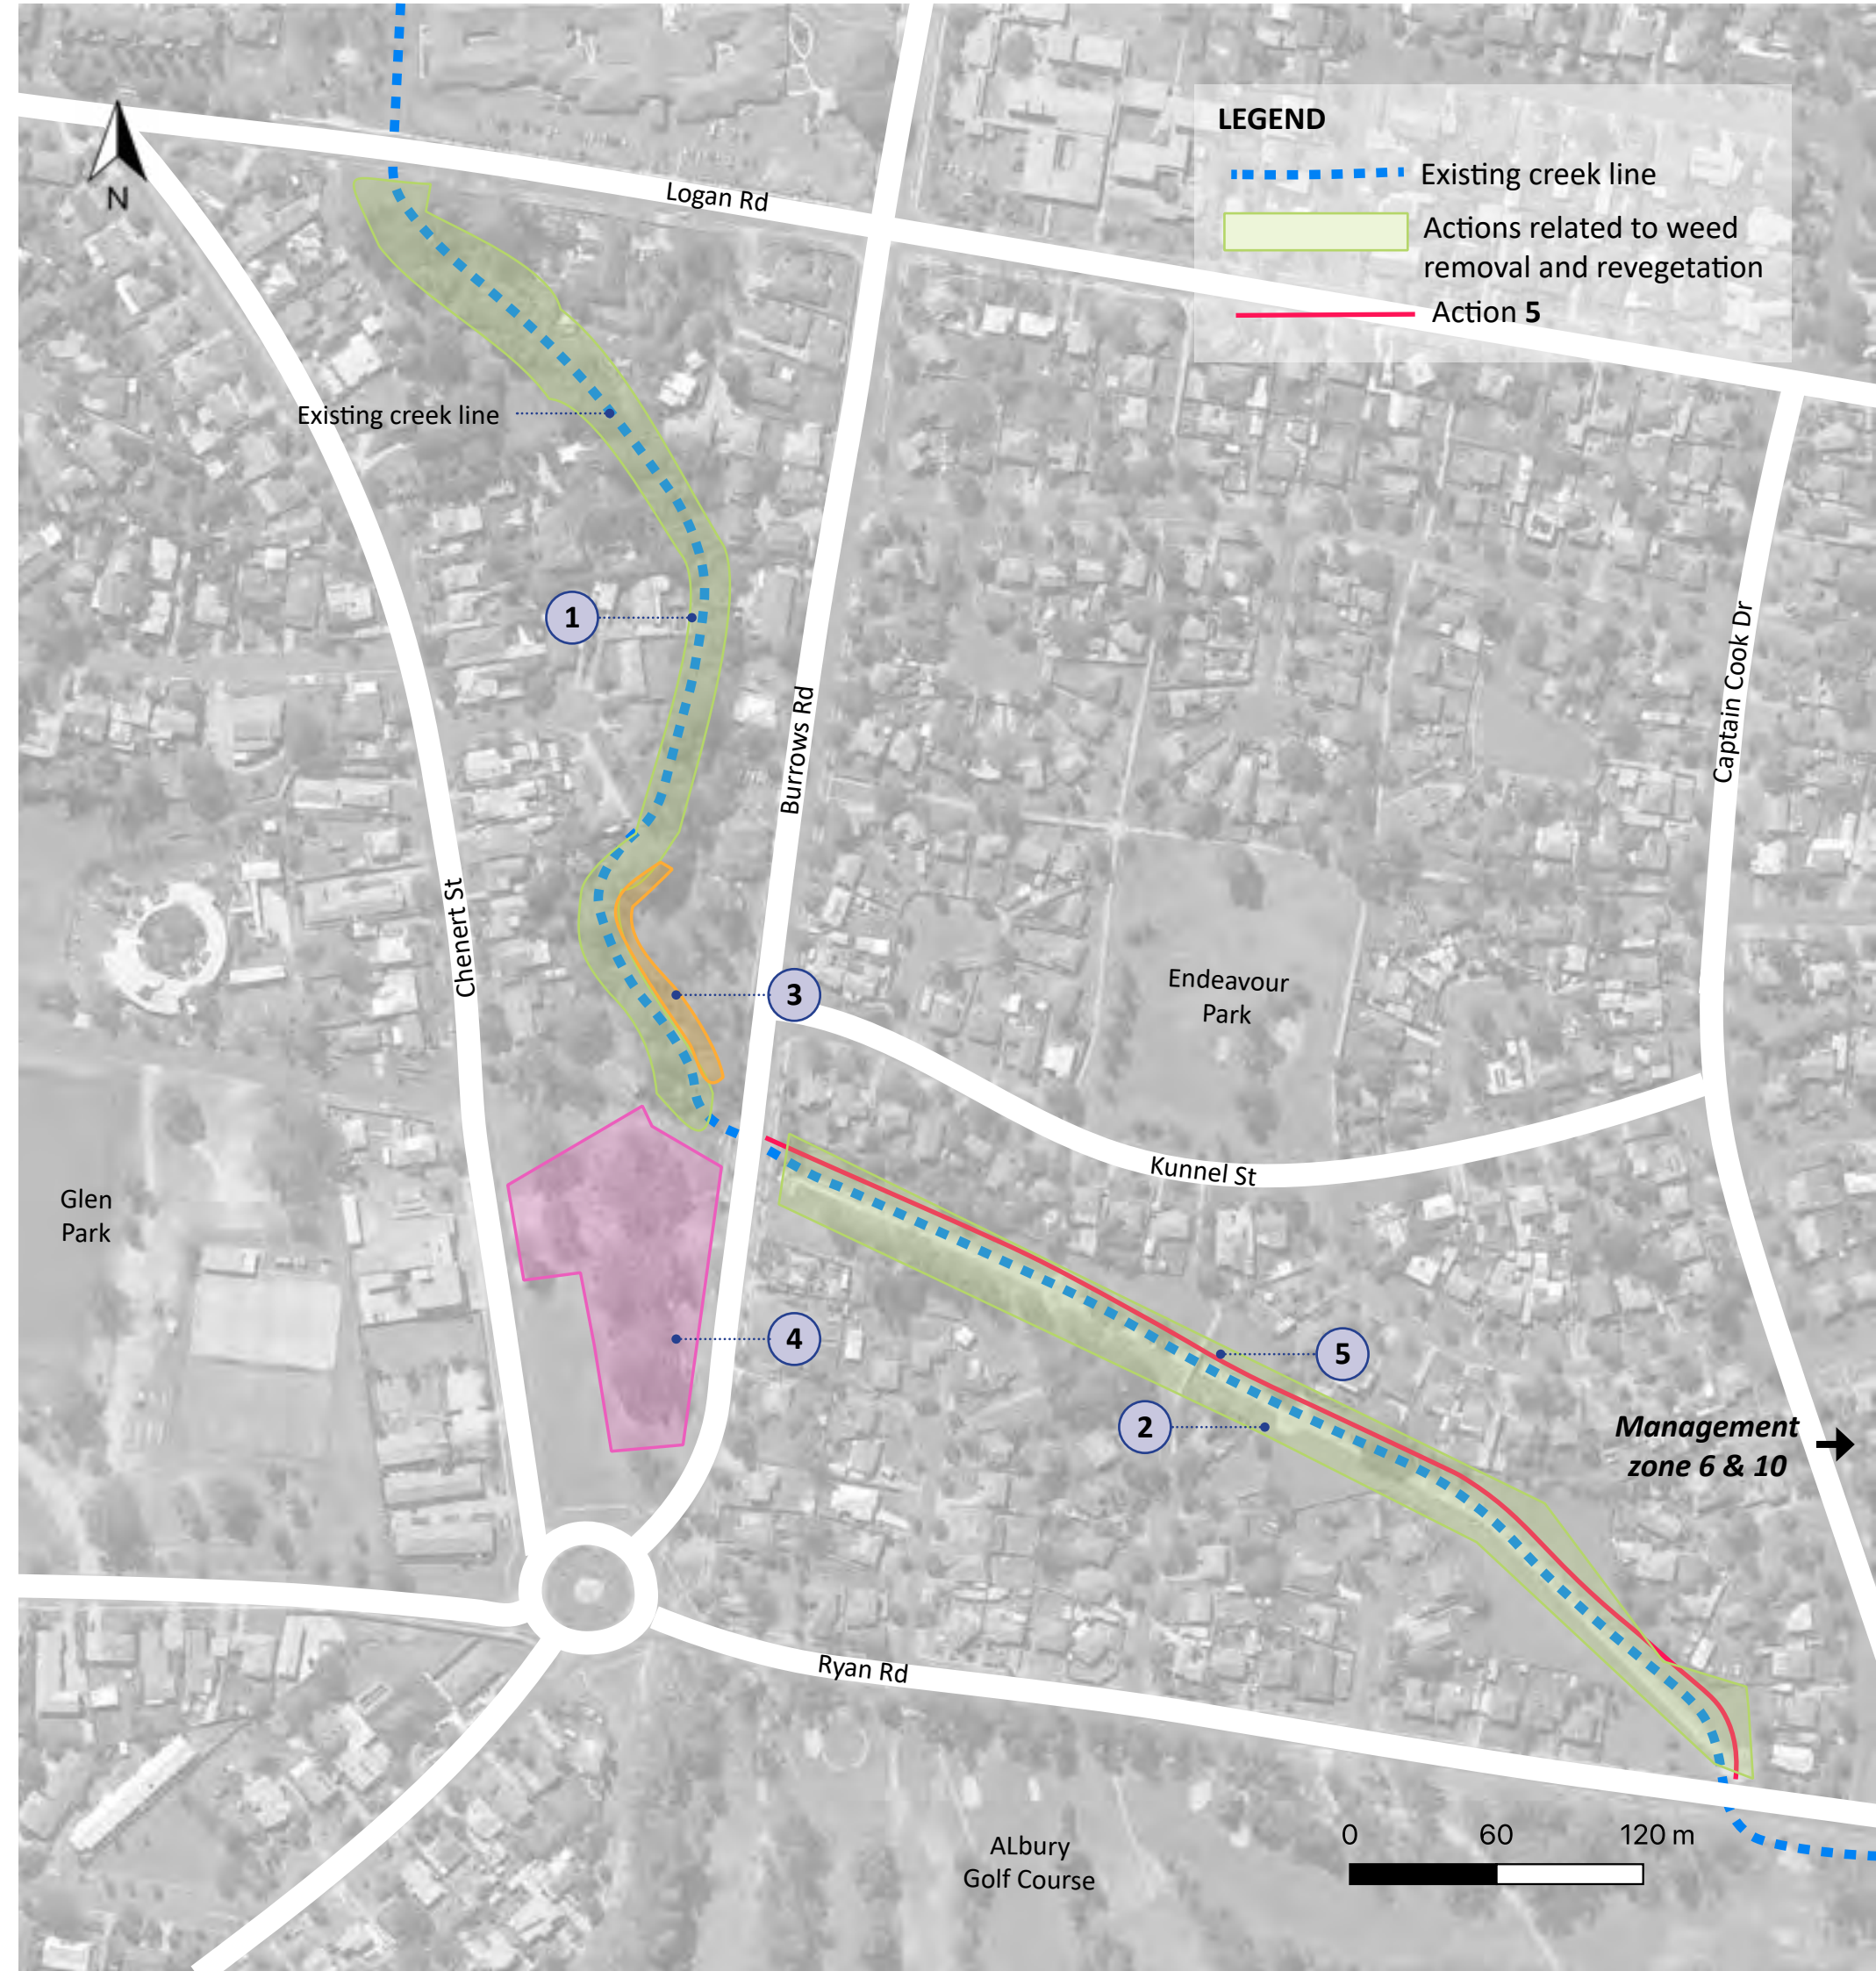 LEGEND
Existing creek line
Actions related to weed
removal and revegetation
Action 5
N
Logan Rd
Existing creek line
1
Burrows Rd
Captain Cook Dr
Chenert St
3
Endeavour
Park
Kunnel St
Glen
Park
4
5
2
Management
zone 6 & 10
Ryan Rd
ALbury
Golf Course
0 60 120 m